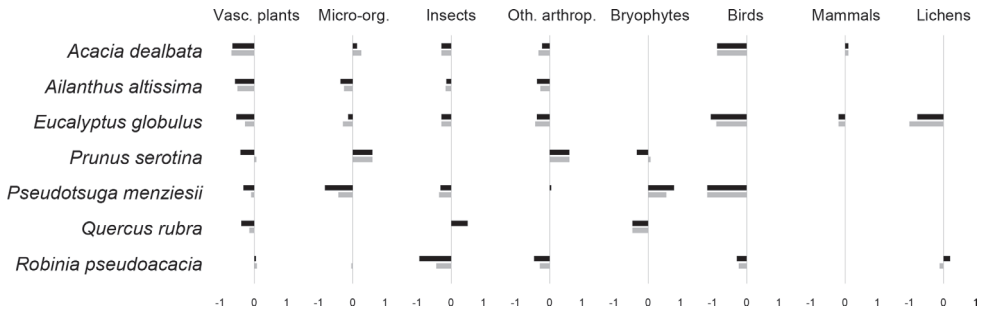 Vasc. plants Micro-org. Insects Oth. arthrop. Bryophytes Birds Mammals Lichens
Acacia dealbata
Ailanthus altissima
Eucalyptus globulus
Prunus serotina
Pseudotsuga menziesii
Quercus rubra
Robinia pseudoacacia
-1 0 1 -1 0 1 -1 0 1 -1 0 1 -1 0 1 -1 0 1 -1 0 1 -1 0 1